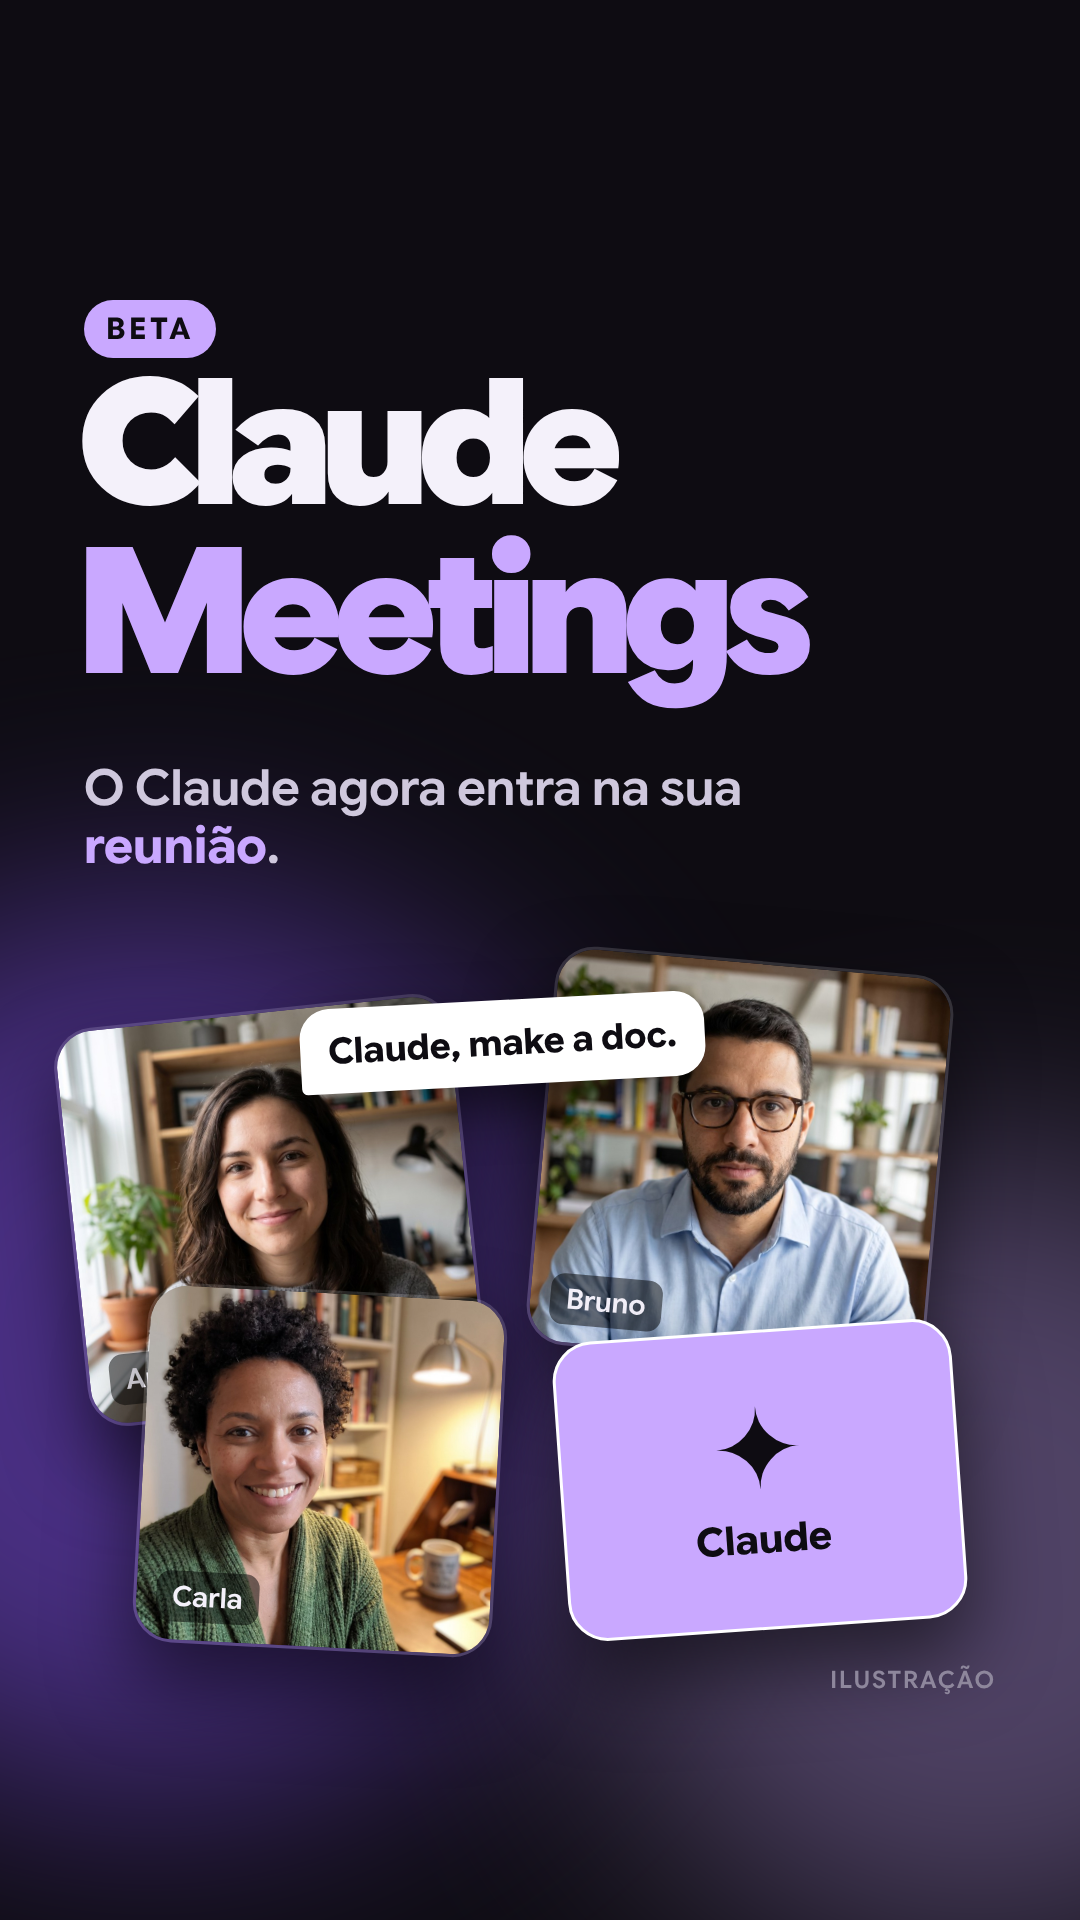 BETA
Claude
Meetings
O Claude agora entra na sua
reunião.
Claude, make a doc.
Bruno
Carla
Claude
ILUSTRAÇÃO